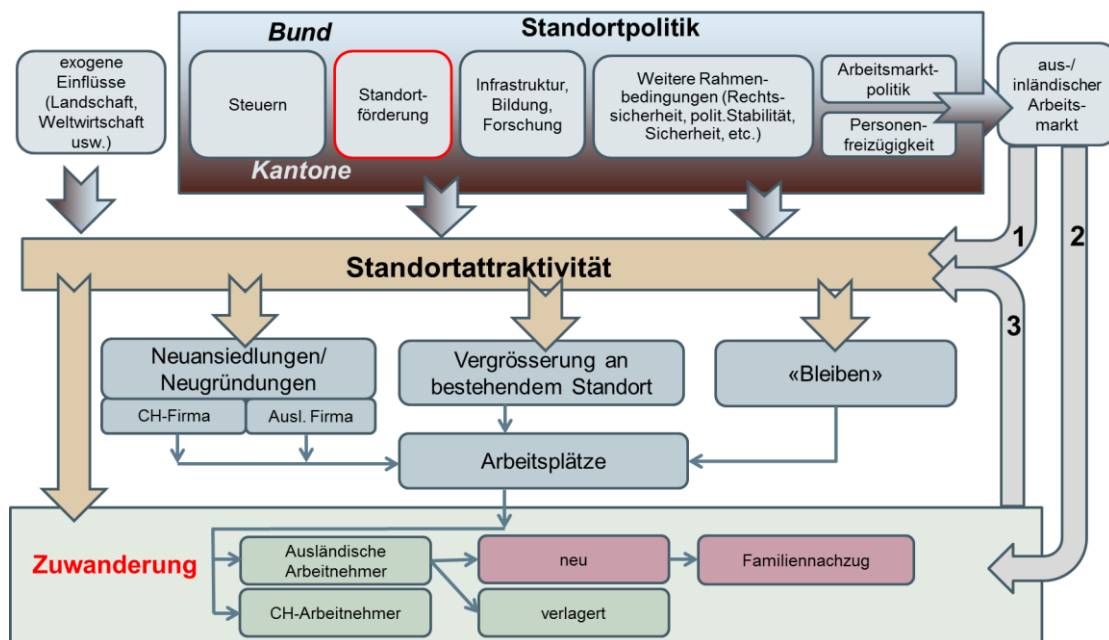 Bund
Standortpolitik
exogene
Einflüsse
(Landschaft,
Weltwirtschaft
usw.)
Steuern
Standort-
förderung
Infrastruktur,
Bildung,
Forschung
Weitere Rahmen-
bedingungen (Rechts-
sicherheit, polit.Stabilität,
Sicherheit, etc.)
Arbeitsmarkt-
politik
Personen-
freizügigkeit
aus-/
inländischer
Arbeits-
markt
Kantone
1
2
Standortattraktivität
3
Neuansiedlungen/
Neugründungen
CH-Firma
Ausl. Firma
Vergrösserung an
bestehendem Standort
«Bleiben»
Arbeitsplätze
Zuwanderung
Ausländische
Arbeitnehmer
neu
Familiennachzug
CH-Arbeitnehmer
verlagert